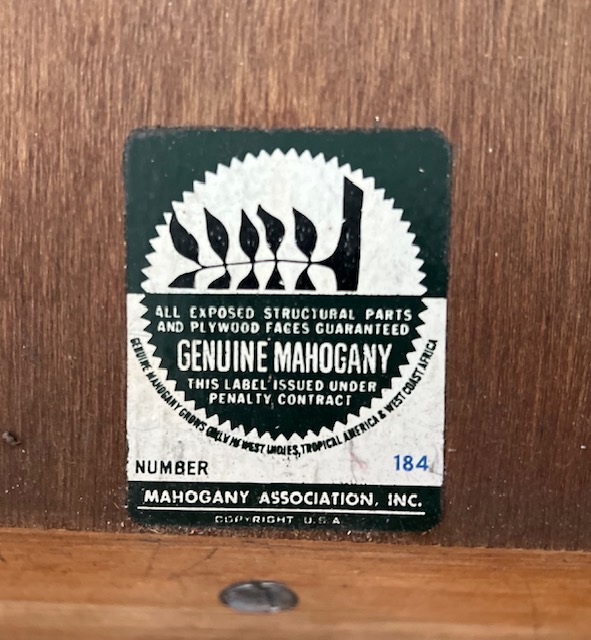 ALL EXPOSED STRUCTURAL PARTS
AND PLYWOOD FACES GUARANTEED
GENUINE MAHOGANY
THIS LABEL ISSUED UNDER
PENALTY CONTRACT
GENUINE MAHOGANY GROWS ONLY IN WEST INDIES, TROPICAL AMERICA & WEST COAST AFRICA
NUMBER 184
MAHOGANY ASSOCIATION, INC.
COPYRIGHT U.S.A